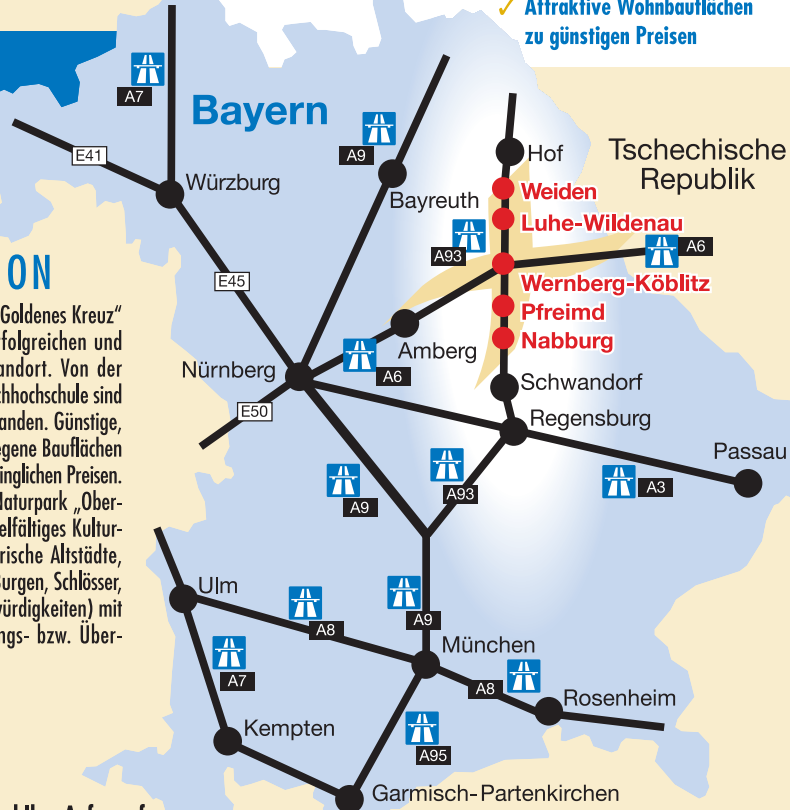 ✓ Attraktive Wohnbauflächen
zu günstigen Preisen
A7
Bayern
E41
A9
Hof
Tschechische
Republik
Würzburg
Bayreuth
Weiden
Luhe-Wildenau
A93
A6
E45
Wernberg-Köblitz
Pfreimd
Nabburg
Amberg
Nürnberg
A6
Schwandorf
E50
Regensburg
Passau
A9
A93
A3
Ulm
A8
A9
München
A7
A8
Rosenheim
Kempten
A95
Garmisch-Partenkirchen
ON
Goldenes Kreuz“
folgreichen und
andort. Von der
chhochschule sind
anden. Günstige,
egene Bauflächen
inglichen Preisen.
Naturpark „Ober-
elfältiges Kultur-
rische Altstädte,
Burgen, Schlösser,
würdigkeiten) mit
ngs- bzw. Über-